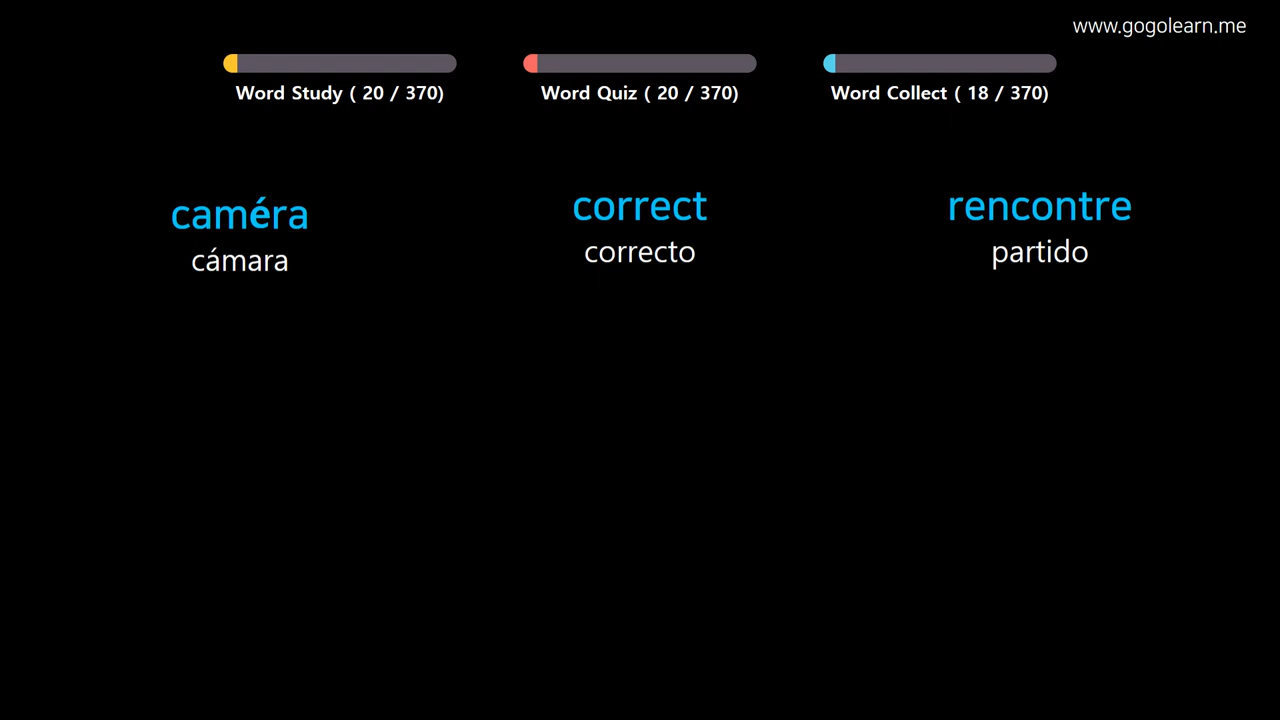 www.gogolearn.me
Word Study ( 20 / 370)
Word Quiz ( 20 / 370)
Word Collect ( 18 / 370)
caméra
cámara
correct
correcto
rencontre
partido